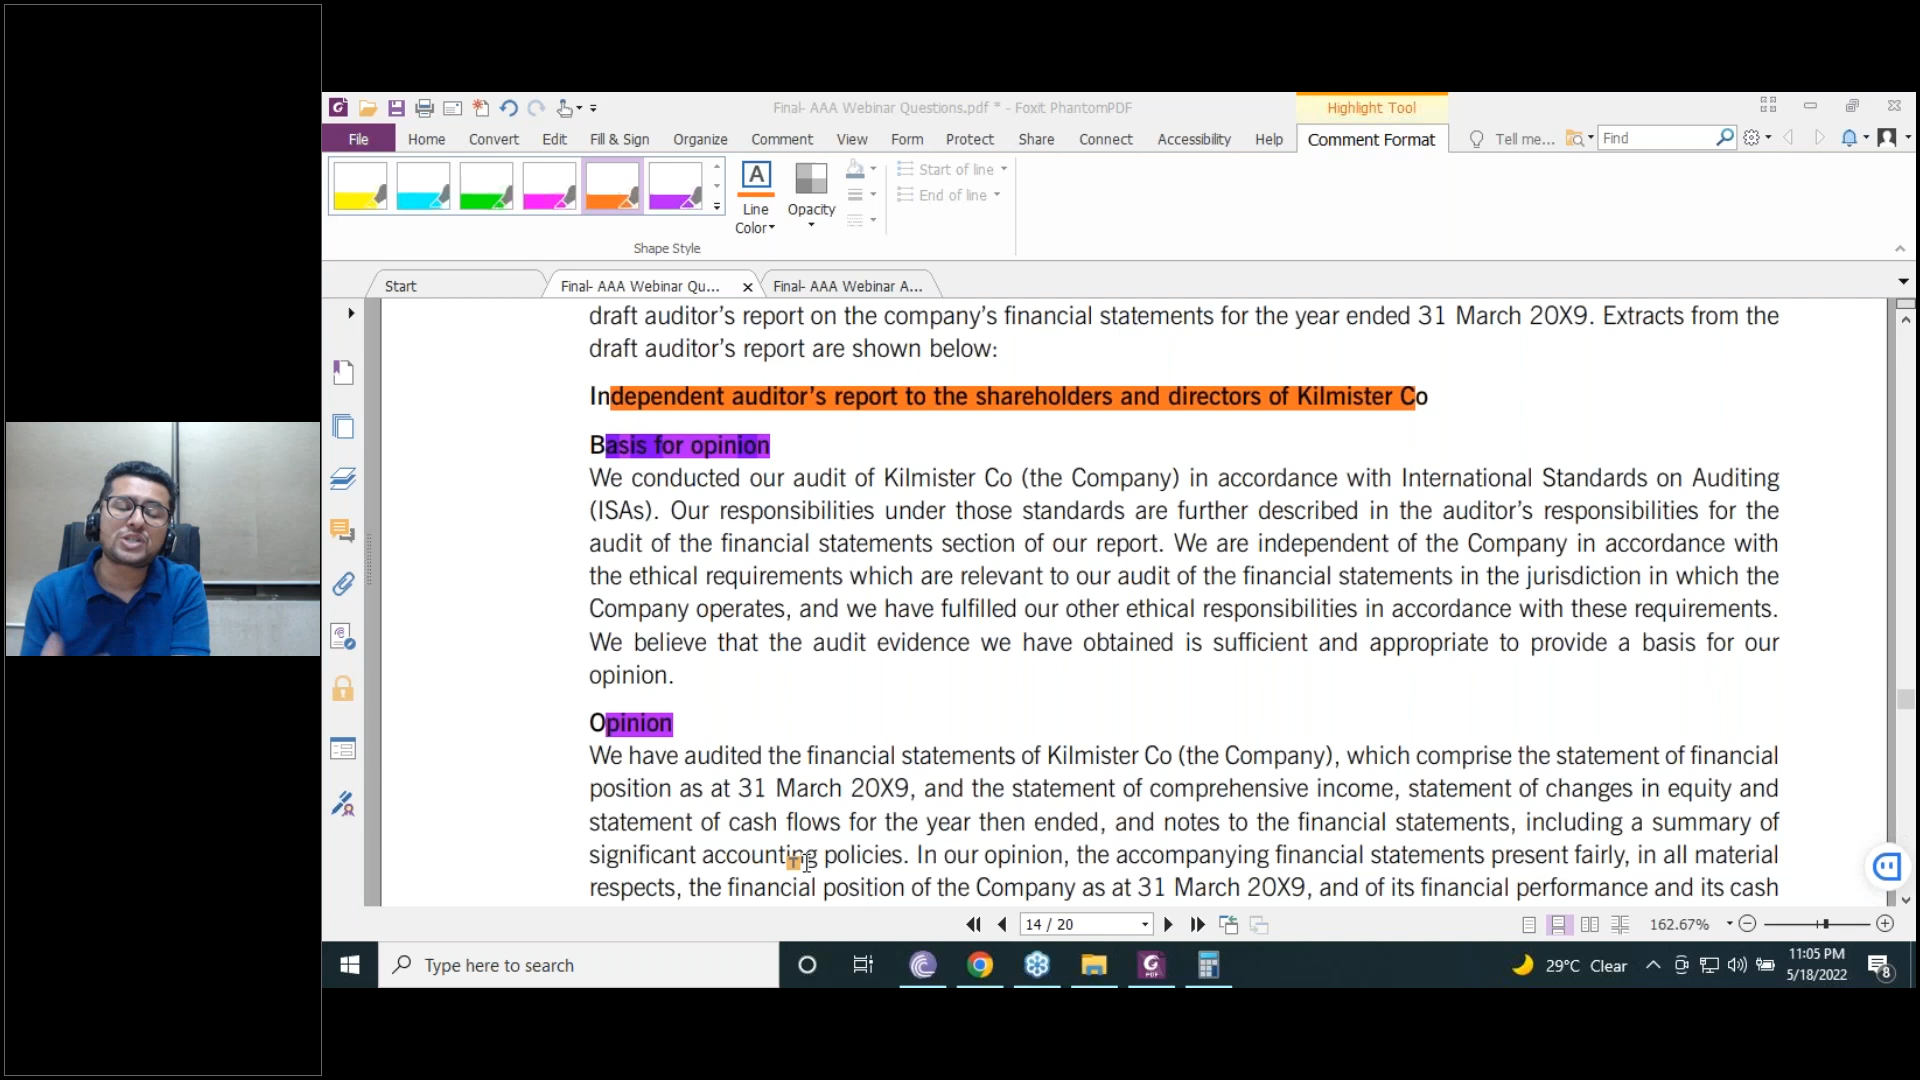 Final- AAA Webinar Questions.pdf * - Foxit PhantomPDF
Highlight Tool
File Home Convert Edit Fill & Sign Organize Comment View Form Protect Share Connect Accessibility Help Comment Format Tell me... Find
Line Color
Opacity
Start of line
End of line
Shape Style
Start
Final- AAA Webinar Qu...
Final- AAA Webinar A...
draft auditor's report on the company's financial statements for the year ended 31 March 20X9. Extracts from the
draft auditor's report are shown below:
Independent auditor's report to the shareholders and directors of Kilmister Co
Basis for opinion
We conducted our audit of Kilmister Co (the Company) in accordance with International Standards on Auditing
(ISAs). Our responsibilities under those standards are further described in the auditor's responsibilities for the
audit of the financial statements section of our report. We are independent of the Company in accordance with
the ethical requirements which are relevant to our audit of the financial statements in the jurisdiction in which the
Company operates, and we have fulfilled our other ethical responsibilities in accordance with these requirements.
We believe that the audit evidence we have obtained is sufficient and appropriate to provide a basis for our
opinion.
Opinion
We have audited the financial statements of Kilmister Co (the Company), which comprise the statement of financial
position as at 31 March 20X9, and the statement of comprehensive income, statement of changes in equity and
statement of cash flows for the year then ended, and notes to the financial statements, including a summary of
significant accounting policies. In our opinion, the accompanying financial statements present fairly, in all material
respects, the financial position of the Company as at 31 March 20X9, and of its financial performance and its cash
14 / 20
162.67%
Type here to search
29°C Clear
11:05 PM
5/18/2022
8